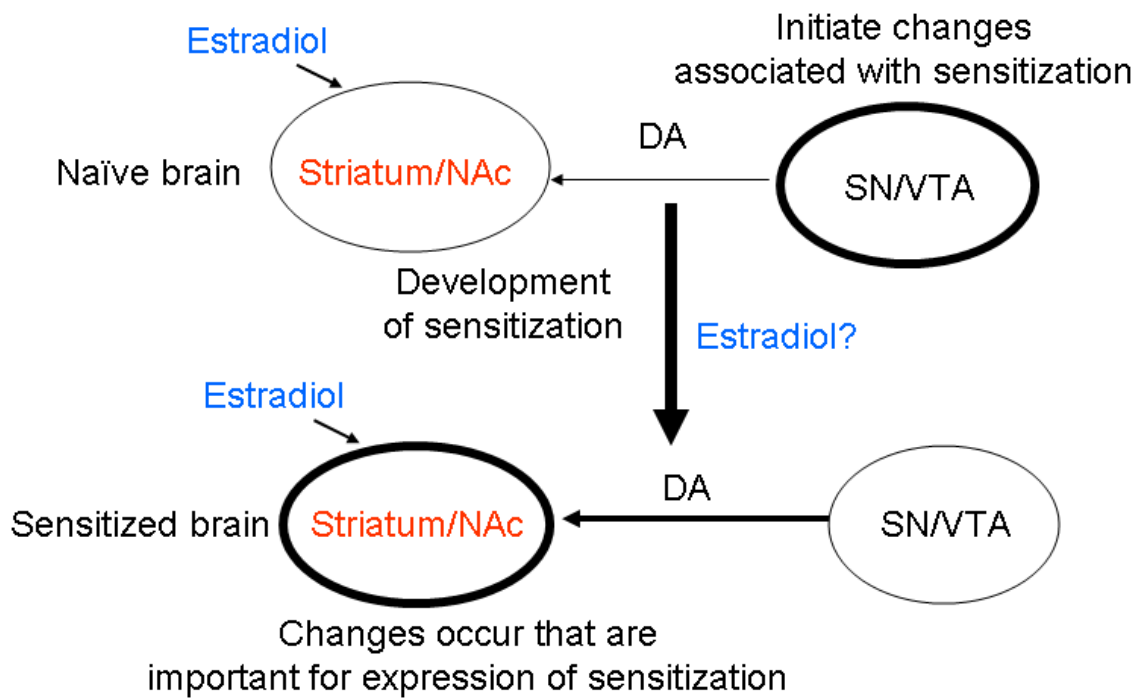 Estradiol
Initiate changes
associated with sensitization
DA
Naïve brain
Striatum/NAc
SN/VTA
Development
of sensitization
Estradiol?
Estradiol
DA
Sensitized brain
Striatum/NAc
SN/VTA
Changes occur that are
important for expression of sensitization